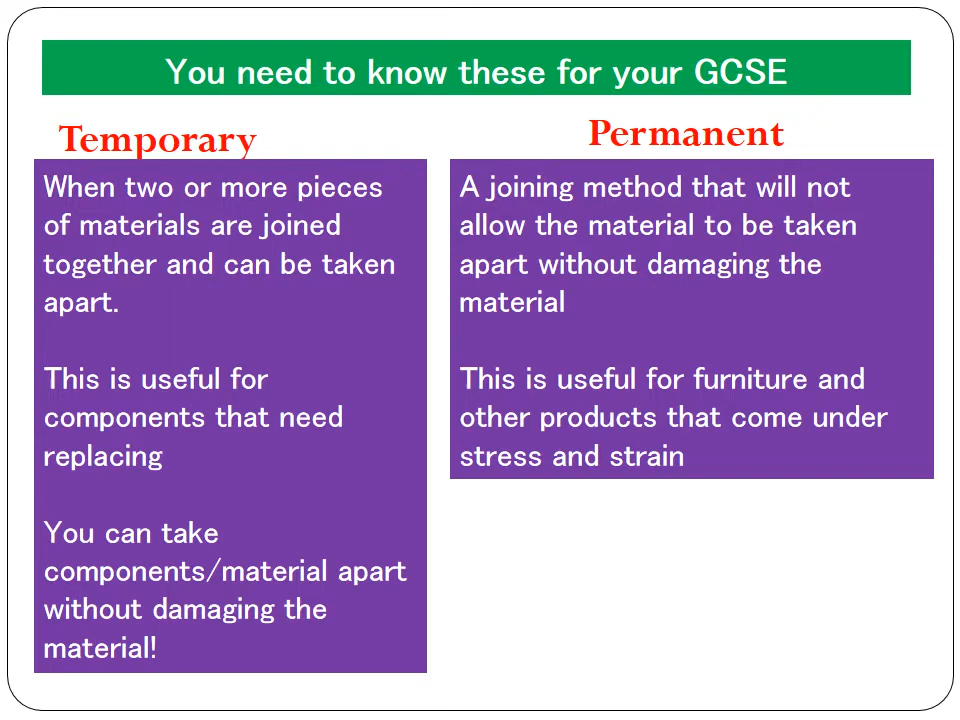 You need to know these for your GCSE
Temporary
When two or more pieces
of materials are joined
together and can be taken
apart.
This is useful for
components that need
replacing
You can take
components/material apart
without damaging the
material!
Permanent
A joining method that will not
allow the material to be taken
apart without damaging the
material
This is useful for furniture and
other products that come under
stress and strain